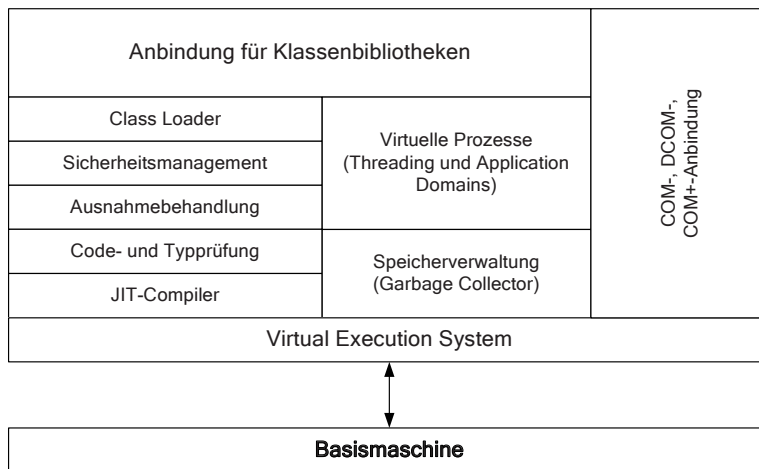 Anbindung für Klassenbibliotheken
Class Loader
Sicherheitsmanagement
Ausnahmebehandlung
Code- und Typprüfung
JIT-Compiler
Virtuelle Prozesse
(Threading und Application
Domains)
Speicherverwaltung
(Garbage Collector)
COM-, DCOM-,
COM+-Anbindung
Virtual Execution System
Basismaschine